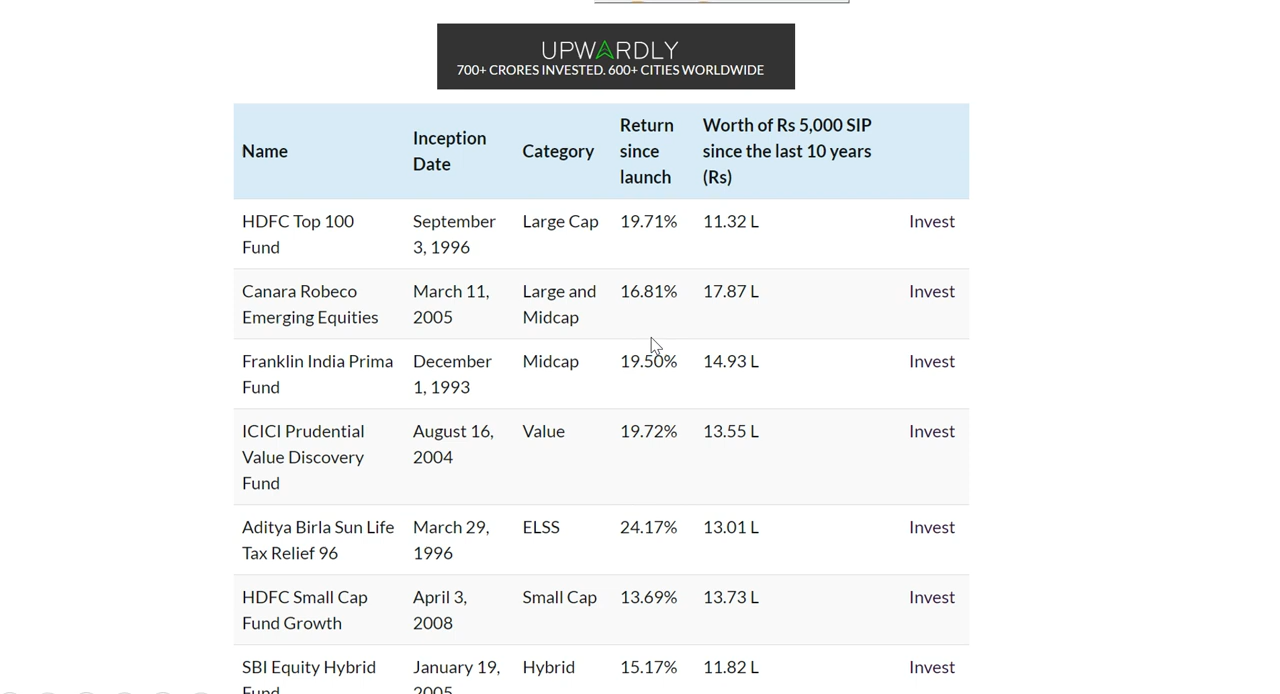 UPWARDLY
700+ CRORES INVESTED. 600+ CITIES WORLDWIDE
Name
Inception
Date
Category
Return
since
launch
Worth of Rs 5,000 SIP
since the last 10 years
(Rs)
HDFC Top 100
Fund
September
3, 1996
Large Cap
19.71%
11.32 L
Invest
Canara Robeco
Emerging Equities
March 11,
2005
Large and
Midcap
16.81%
17.87 L
Invest
Franklin India Prima
Fund
December
1, 1993
Midcap
19.50%
14.93 L
Invest
ICICI Prudential
Value Discovery
Fund
August 16,
2004
Value
19.72%
13.55 L
Invest
Aditya Birla Sun Life
Tax Relief 96
March 29,
1996
ELSS
24.17%
13.01 L
Invest
HDFC Small Cap
Fund Growth
April 3,
2008
Small Cap
13.69%
13.73 L
Invest
SBI Equity Hybrid
Fund
January 19,
2005
Hybrid
15.17%
11.82 L
Invest